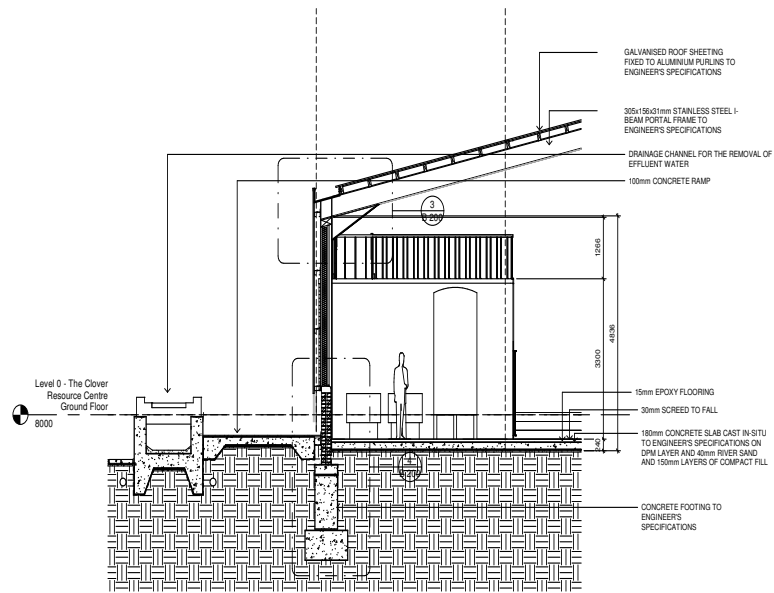 GALVANISED ROOF SHEETING
FIXED TO ALUMINIUM PURLINS TO
ENGINEER'S SPECIFICATIONS
305x156x31mm STAINLESS STEEL I-
BEAM PORTAL FRAME TO
ENGINEER'S SPECIFICATIONS
DRAINAGE CHANNEL FOR THE REMOVAL OF
EFFLUENT WATER
100mm CONCRETE RAMP
3
B 200
1266
4836
3300
Level 0 - The Clover
Resource Centre
Ground Floor
8000
15mm EPOXY FLOORING
30mm SCREED TO FALL
180mm CONCRETE SLAB CAST IN-SITU
TO ENGINEER'S SPECIFICATIONS ON
DPM LAYER AND 40mm RIVER SAND
AND 150mm LAYERS OF COMPACT FILL
240
4
CONCRETE FOOTING TO
ENGINEER'S
SPECIFICATIONS